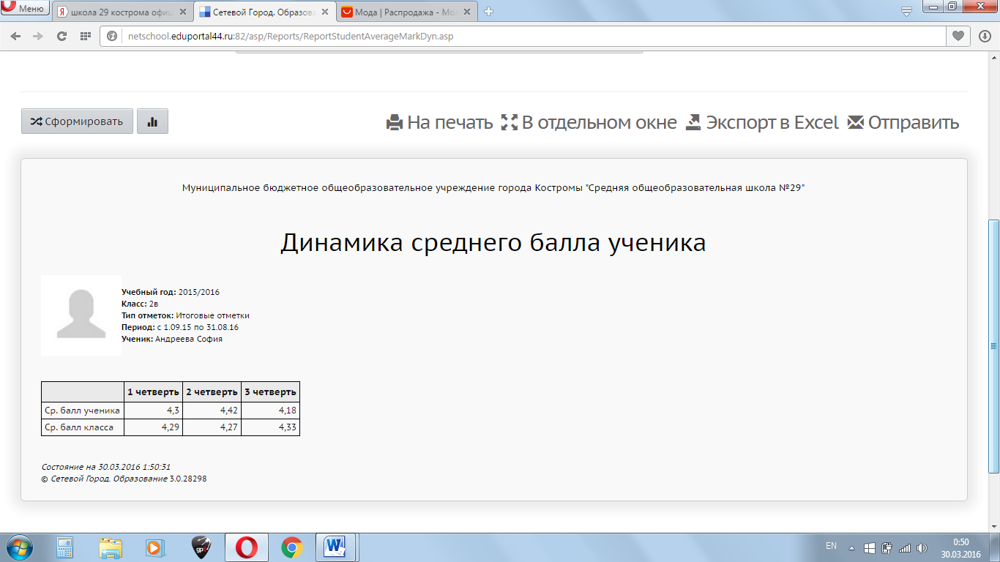 Меню
школа 29 кострома офиц
Сетевой Город. Образова
Мода | Распродажа - Мол
netschool.eduportal44.ru:82/asp/Reports/ReportStudentAverageMarkDyn.asp
Сформировать
На печать В отдельном окне Экспорт в Excel Отправить
Муниципальное бюджетное общеобразовательное учреждение города Костромы "Средняя общеобразовательная школа №29"
Динамика среднего балла ученика
Учебный год: 2015/2016
Класс: 2в
Тип отметок: Итоговые отметки
Период: с 1.09.15 по 31.08.16
Ученик: Андреева София
1 четверть 2 четверть 3 четверть
Ср. балл ученика 4,3 4,42 4,18
Ср. балл класса 4,29 4,27 4,33
Состояние на 30.03.2016 1:50:31
© Сетевой Город. Образование 3.0.28298
EN
0:50
30.03.2016